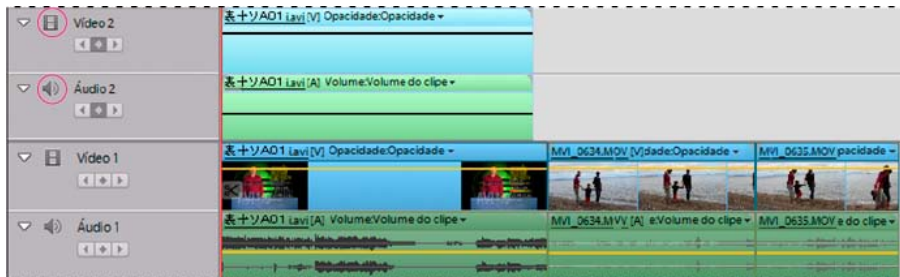 Vídeo 2
表十ソA01 i.avi [V] Opacidade:Opacidade
Áudio 2
表十ソA01 i.avi [A] Volume:Volume do clipe
Vídeo 1
表十ソA01 i.avi [V] Opacidade:Opacidade MVI_0634.MOV [V]dade:Opacidade MVI_0635.MOV pacidade
Áudio 1
表十ソA01 i.avi [A] Volume:Volume do clipe MVI_0634.M [A] e:Volume do clipe MVI_0635.MOV e do clipe